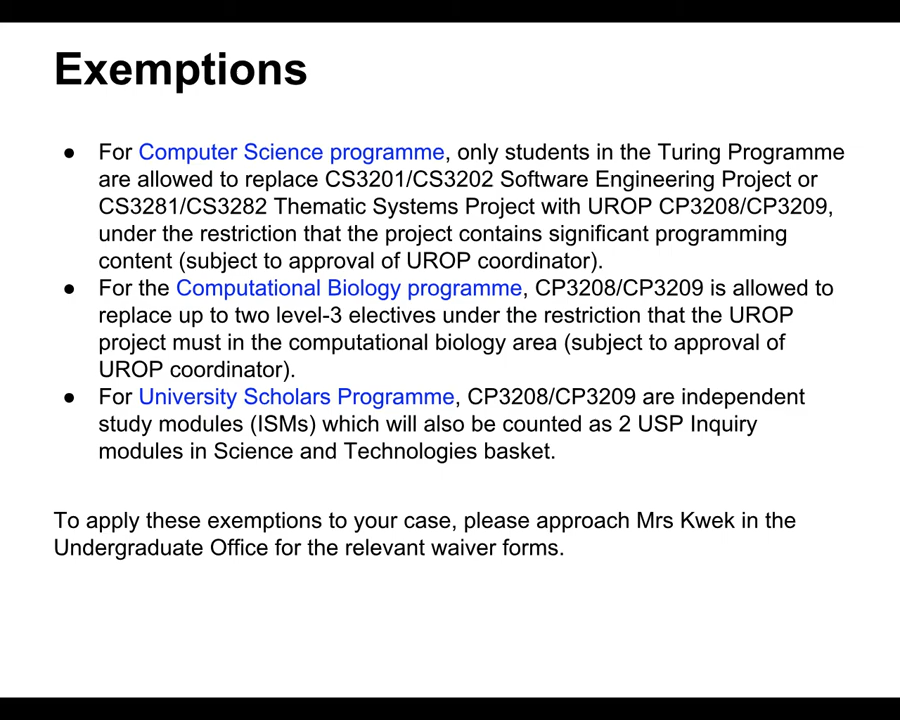 Exemptions
● For Computer Science programme, only students in the Turing Programme
are allowed to replace CS3201/CS3202 Software Engineering Project or
CS3281/CS3282 Thematic Systems Project with UROP CP3208/CP3209,
under the restriction that the project contains significant programming
content (subject to approval of UROP coordinator).
● For the Computational Biology programme, CP3208/CP3209 is allowed to
replace up to two level-3 electives under the restriction that the UROP
project must in the computational biology area (subject to approval of
UROP coordinator).
● For University Scholars Programme, CP3208/CP3209 are independent
study modules (ISMs) which will also be counted as 2 USP Inquiry
modules in Science and Technologies basket.
To apply these exemptions to your case, please approach Mrs Kwek in the
Undergraduate Office for the relevant waiver forms.